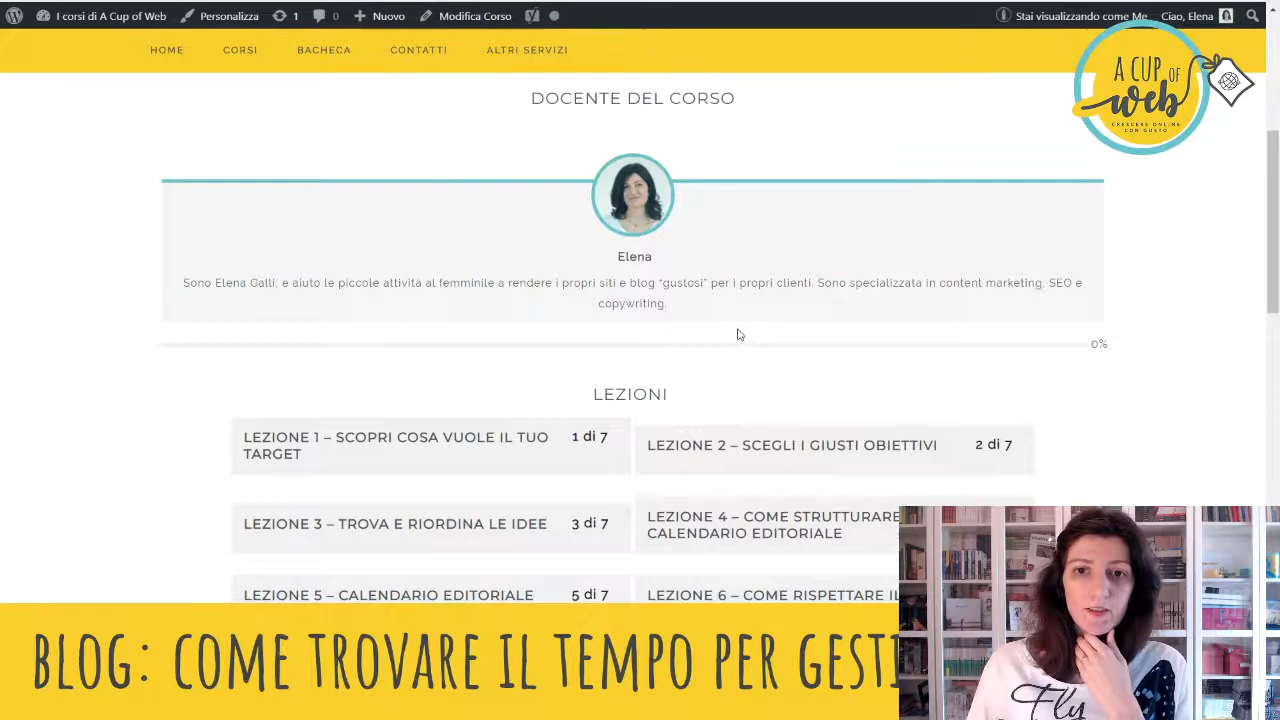 I corsi di A Cup of Web Personalizza 1 0 Nuovo Modifica Corso Stai visualizzando come Me Ciao, Elena
HOME CORSI BACHECA CONTATTI ALTRI SERVIZI
A CUP OF
web
CRESCERE ONLINE
CON GUSTO
DOCENTE DEL CORSO
Elena
Sono Elena Galli, e aiuto le piccole attività al femminile a rendere i propri siti e blog "gustosi" per i propri clienti. Sono specializzata in content marketing, SEO e
copywriting.
0%
LEZIONI
LEZIONE 1 – SCOPRI COSA VUOLE IL TUO
TARGET
1 di 7
LEZIONE 2 – SCEGLI I GIUSTI OBIETTIVI 2 di 7
LEZIONE 3 – TROVA E RIORDINA LE IDEE 3 di 7
LEZIONE 4 – COME STRUTTURARE
CALENDARIO EDITORIALE
LEZIONE 5 – CALENDARIO EDITORIALE 5 di 7
LEZIONE 6 – COME RISPETTARE IL
BLOG: COME TROVARE IL TEMPO PER GESTI
Fly